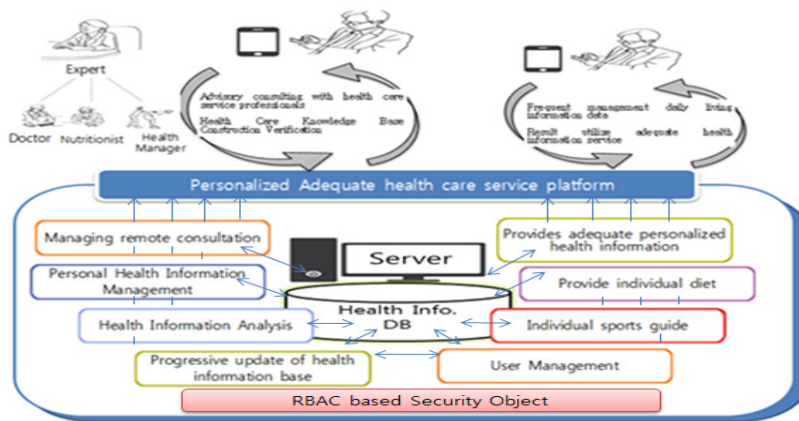 Expert
Doctor
Nutritionist
Health
Manager
Advisory consulting with health care
service professionals
Health Care Knowledge Base
Construction Verification
Frequent management daily living
information data
Result utilize adequate health
information service
Personalized Adequate health care service platform
Managing remote consultation
Personal Health Information
Management
Health Information Analysis
Progressive update of health
information base
Server
Health Info.
DB
Provides adequate personalized
health information
Provide individual diet
Individual sports guide
User Management
RBAC based Security Object